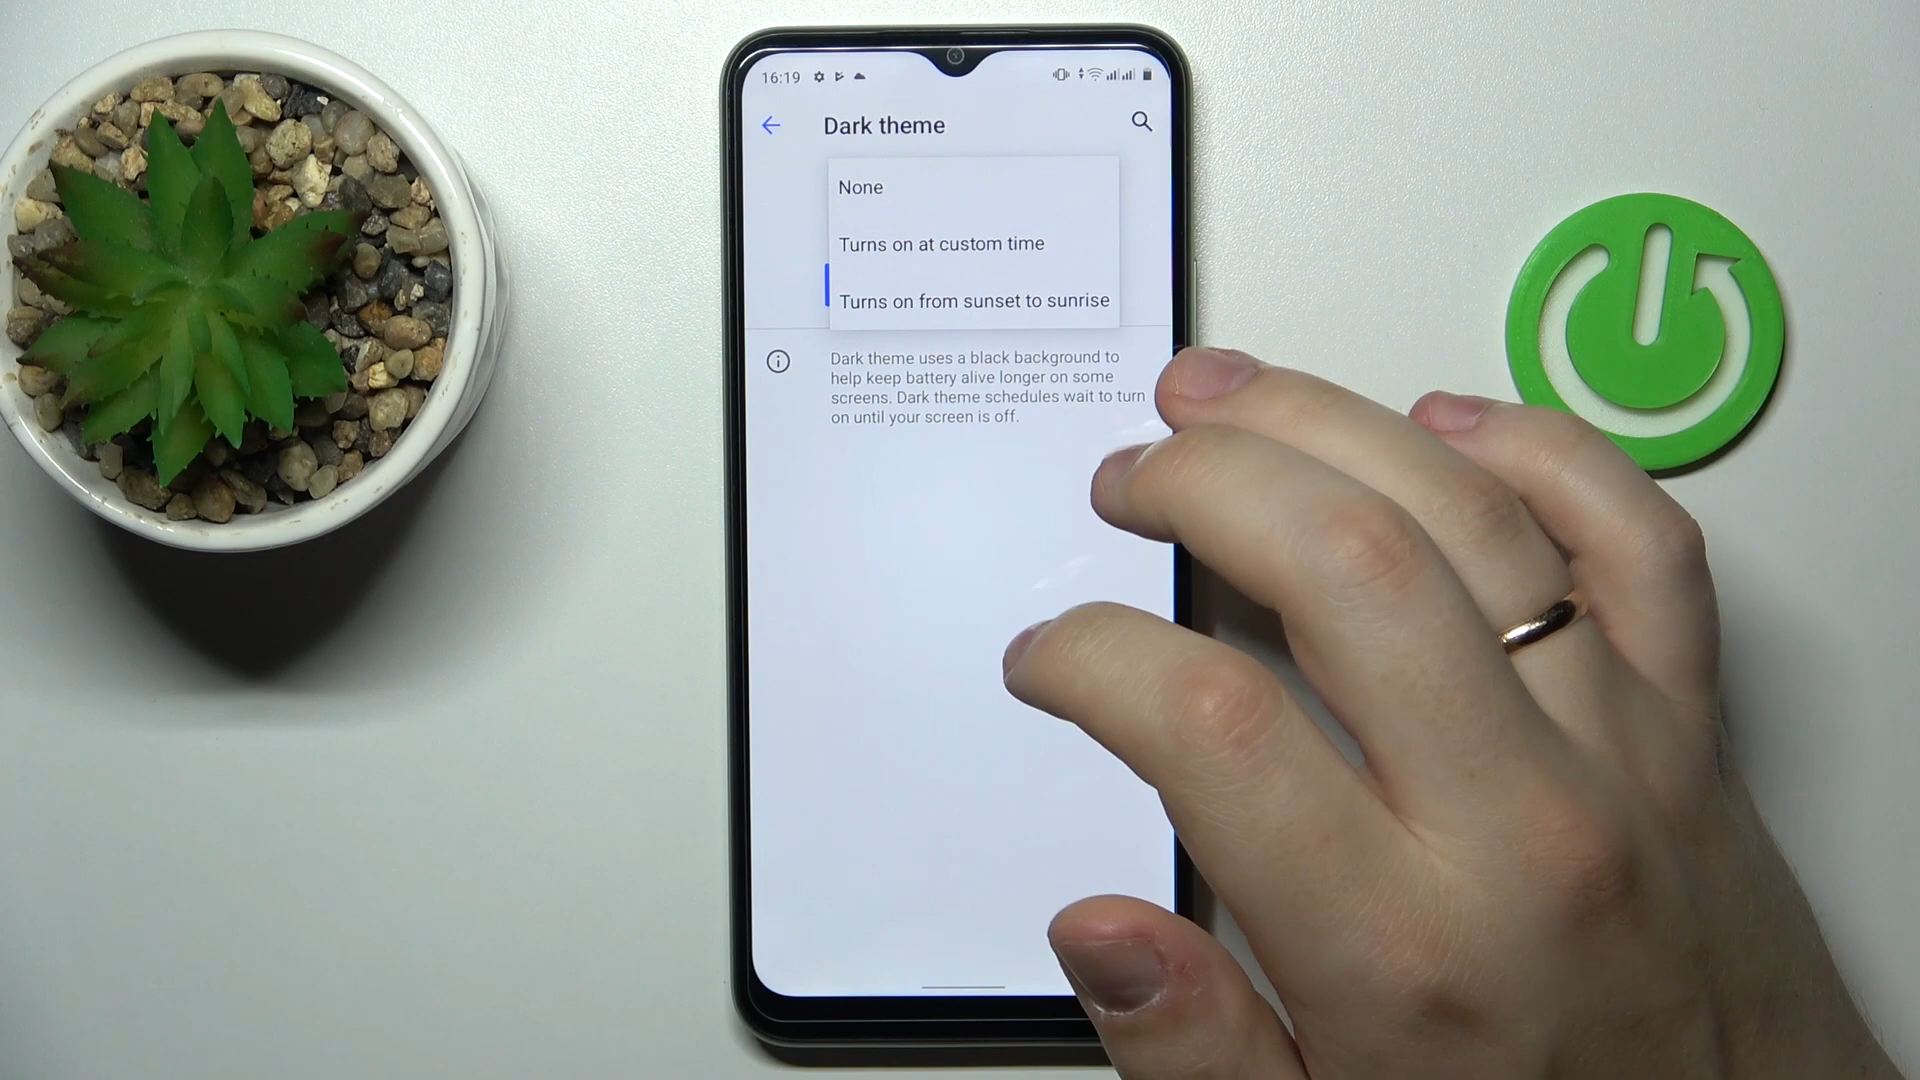 16:19
Dark theme
None
Turns on at custom time
Turns on from sunset to sunrise
Dark theme uses a black background to
help keep battery alive longer on some
screens. Dark theme schedules wait to turn
on until your screen is off.